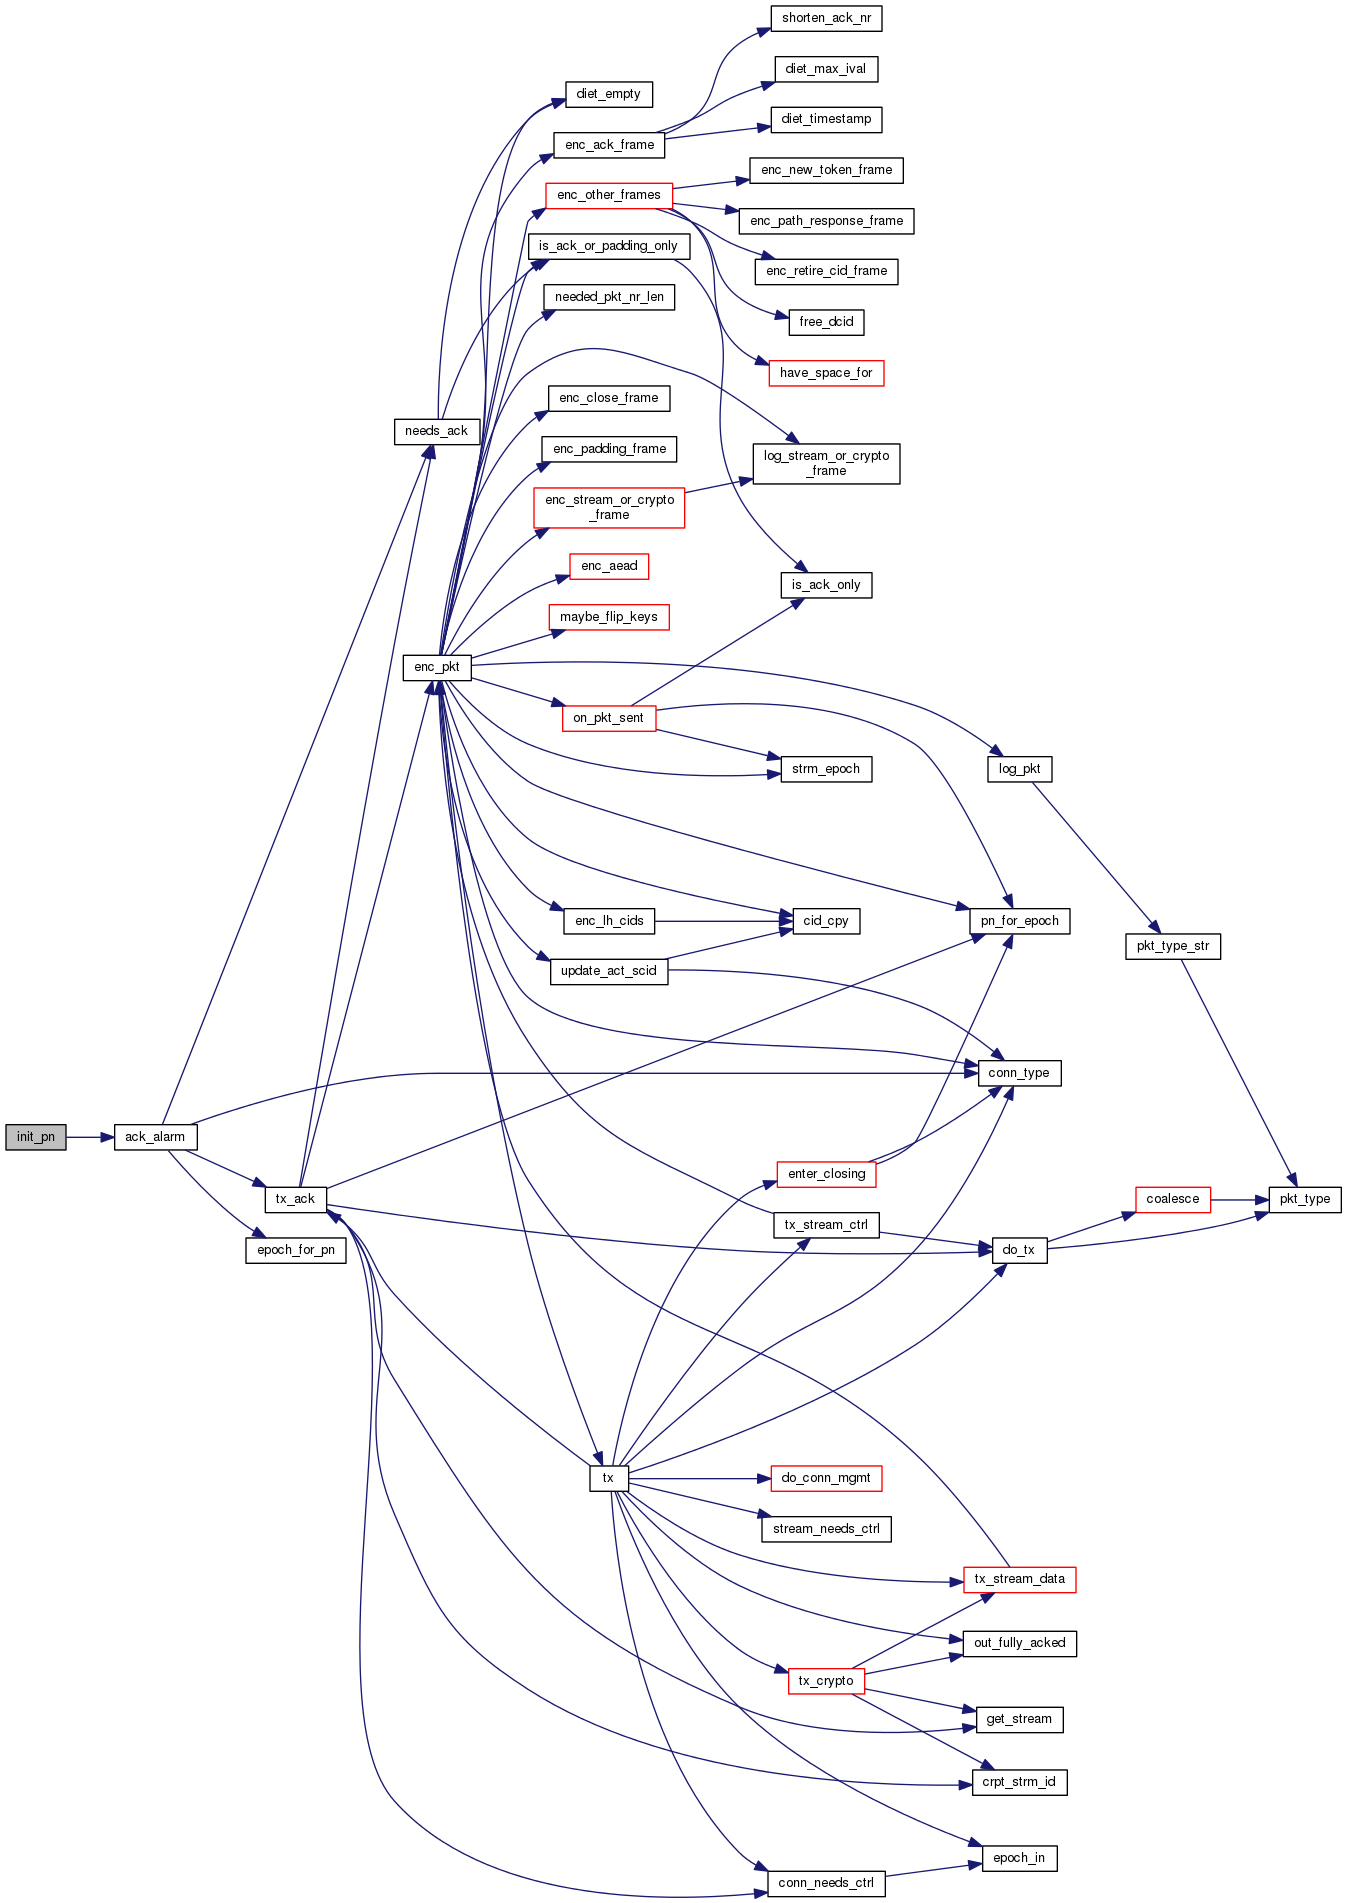 shorten_ack_nr
diet_max_ival
diet_empty
diet_timestamp
enc_ack_frame
enc_new_token_frame
enc_other_frames
enc_path_response_frame
is_ack_or_padding_only
enc_retire_cid_frame
needed_pkt_nr_len
free_dcid
have_space_for
enc_close_frame
needs_ack
enc_padding_frame
log_stream_or_crypto
_frame
enc_stream_or_crypto
_frame
enc_aead
is_ack_only
maybe_flip_keys
enc_pkt
on_pkt_sent
strm_epoch
log_pkt
enc_lh_cids
cid_cpy
pn_for_epoch
pkt_type_str
update_act_scid
conn_type
init_pn
ack_alarm
enter_closing
tx_ack
coalesce
pkt_type
tx_stream_ctrl
epoch_for_pn
do_tx
tx
do_conn_mgmt
stream_needs_ctrl
tx_stream_data
out_fully_acked
tx_crypto
get_stream
crpt_strm_id
epoch_in
conn_needs_ctrl